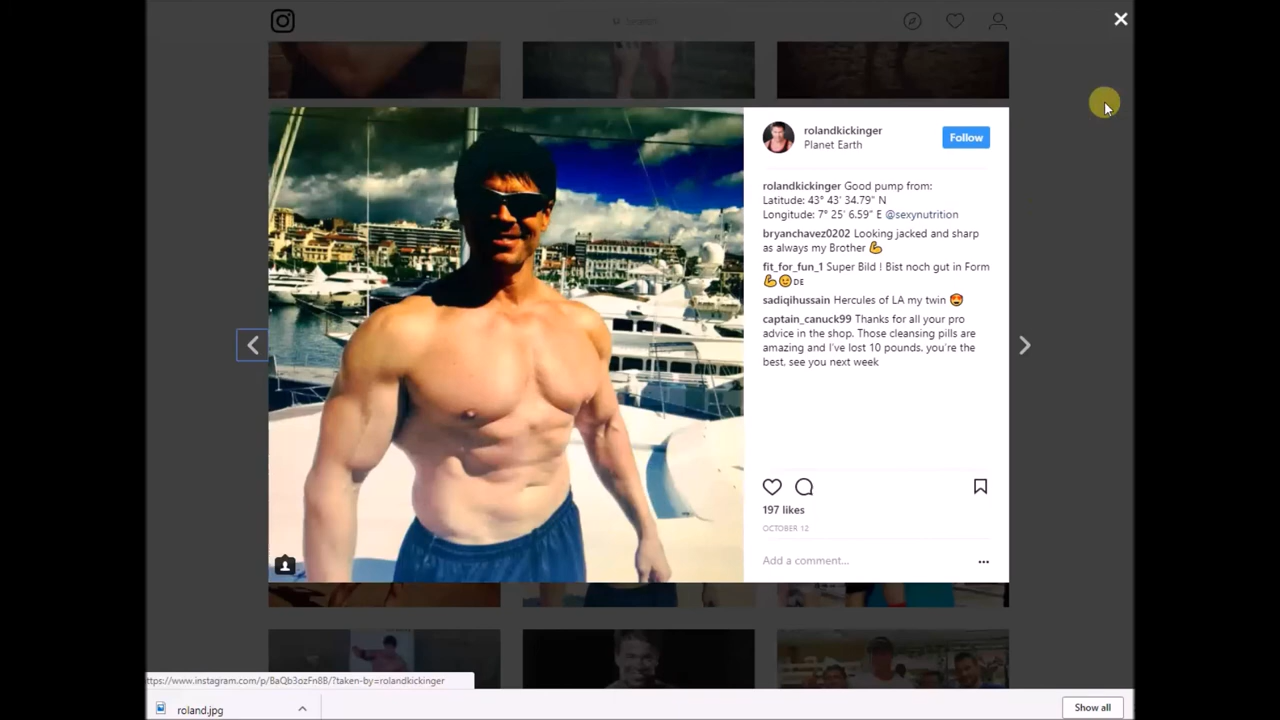 Search
rolandkickinger
Planet Earth
Follow
rolandkickinger Good pump from:
Latitude: 43° 43' 34.79" N
Longitude: 7° 25' 6.59" E @sexynutrition
bryanchavez0202 Looking jacked and sharp
as always my Brother 💪
fit_for_fun_1 Super Bild ! Bist noch gut in Form
💪😉DE
sadiqihussain Hercules of LA my twin 😍
captain_canuck99 Thanks for all your pro
advice in the shop. Those cleansing pills are
amazing and I've lost 10 pounds. you're the
best, see you next week
197 likes
OCTOBER 12
Add a comment...
ttps://www.instagram.com/p/BaQb3ozFn8B/?taken-by=rolandkickinger
roland.jpg
Show all